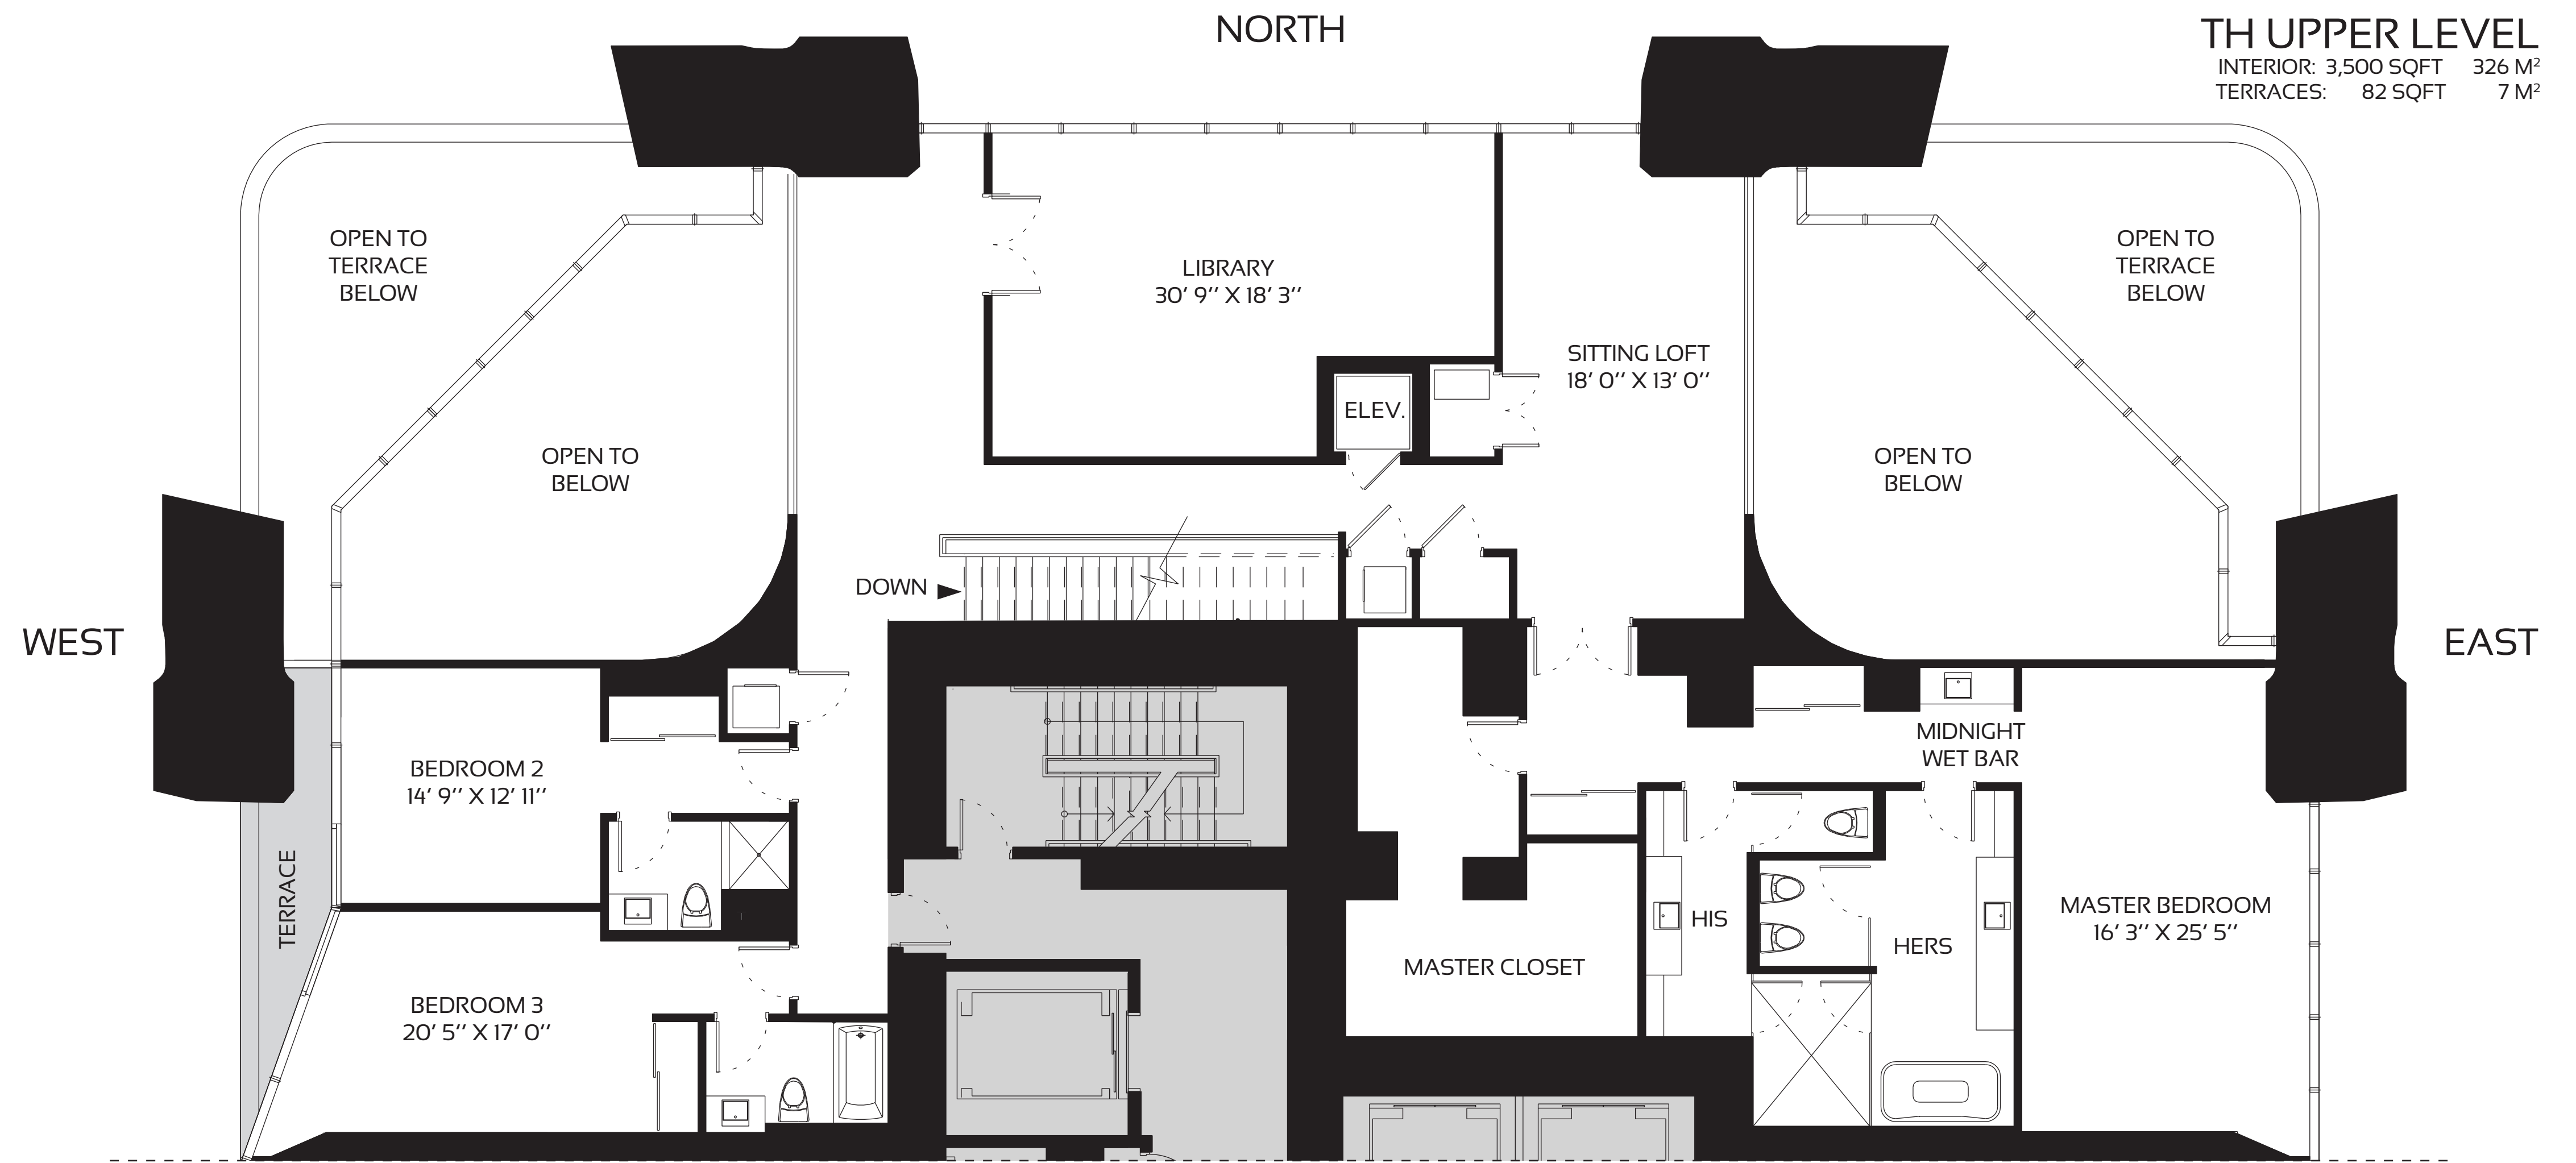 NORTH
TH UPPER LEVEL
INTERIOR: 3,500 SQFT 326 M²
TERRACES: 82 SQFT 7 M²
OPEN TO
TERRACE
BELOW
OPEN TO
BELOW
LIBRARY
30’ 9’’ X 18’ 3’’
ELEV.
SITTING LOFT
18’ 0’’ X 13’ 0’’
OPEN TO
TERRACE
BELOW
OPEN TO
BELOW
DOWN
WEST
EAST
BEDROOM 2
14’ 9’’ X 12’ 11’’
TERRACE
BEDROOM 3
20’ 5’’ X 17’ 0’’
MIDNIGHT
WET BAR
MASTER CLOSET
HIS
HERS
MASTER BEDROOM
16’ 3’’ X 25’ 5’’